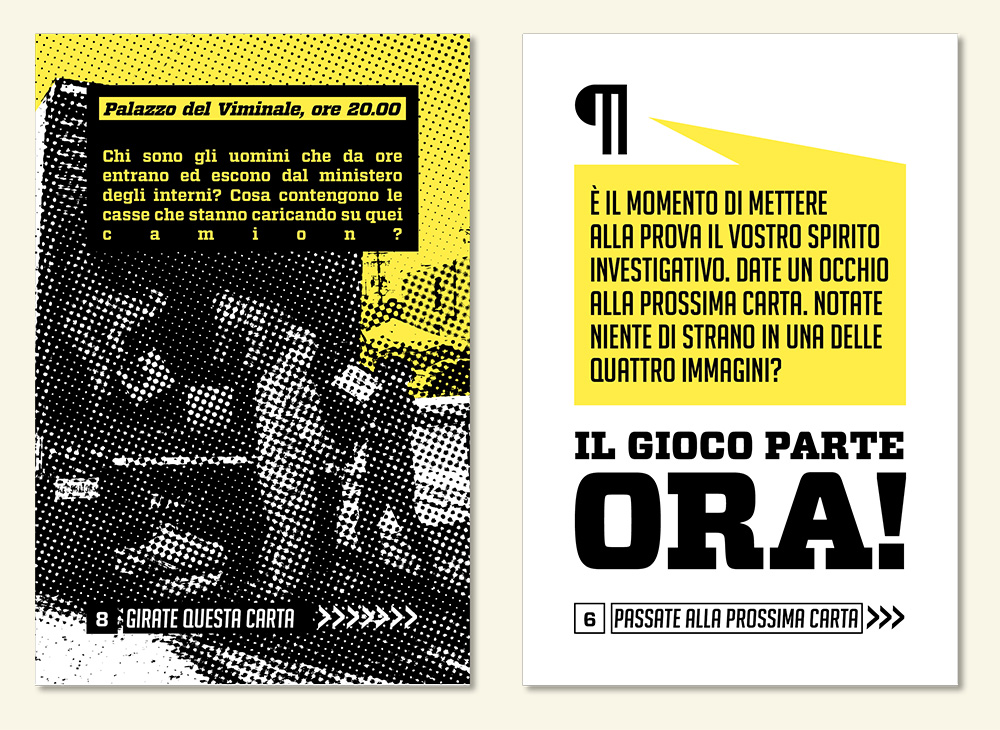 Palazzo del Viminale, ore 20.00
Chi sono gli uomini che da ore
entrano ed escono dal ministero
degli interni? Cosa contengono le
casse che stanno caricando su quei
camion?
8 GIRATE QUESTA CARTA
¶
È IL MOMENTO DI METTERE
ALLA PROVA IL VOSTRO SPIRITO
INVESTIGATIVO. DATE UN OCCHIO
ALLA PROSSIMA CARTA. NOTATE
NIENTE DI STRANO IN UNA DELLE
QUATTRO IMMAGINI?
IL GIOCO PARTE
ORA!
6 PASSATE ALLA PROSSIMA CARTA